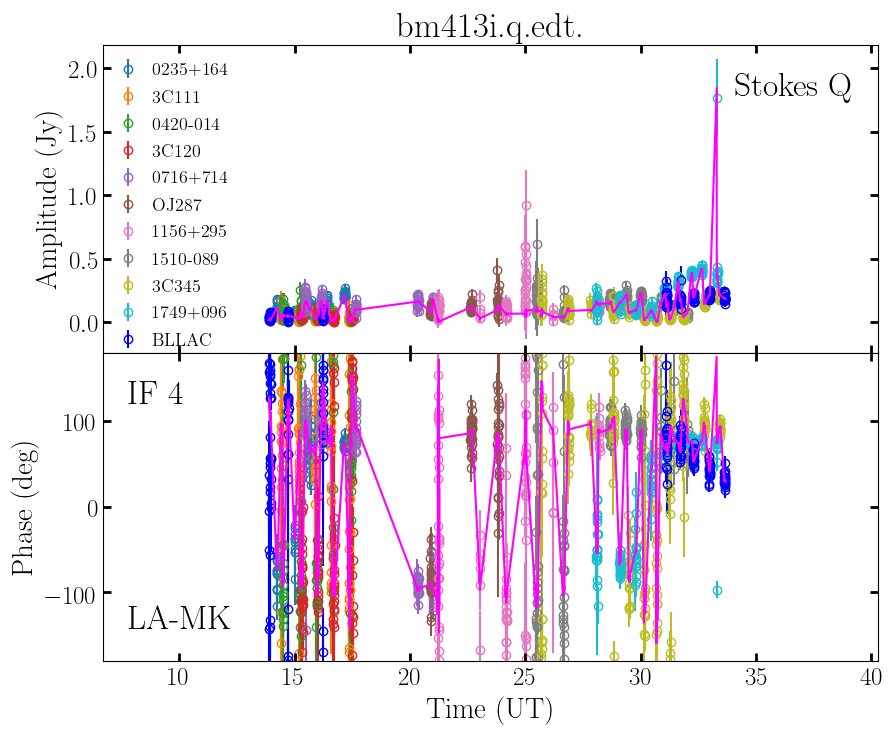 bm413i.q.edt.
Amplitude (Jy)
2.0
1.5
1.0
0.5
0.0
0235+164
3C111
0420-014
3C120
0716+714
OJ287
1156+295
1510-089
3C345
1749+096
BLLAC
Stokes Q
Phase (deg)
100
0
−100
IF 4
LA-MK
10 15 20 25 30 35 40
Time (UT)